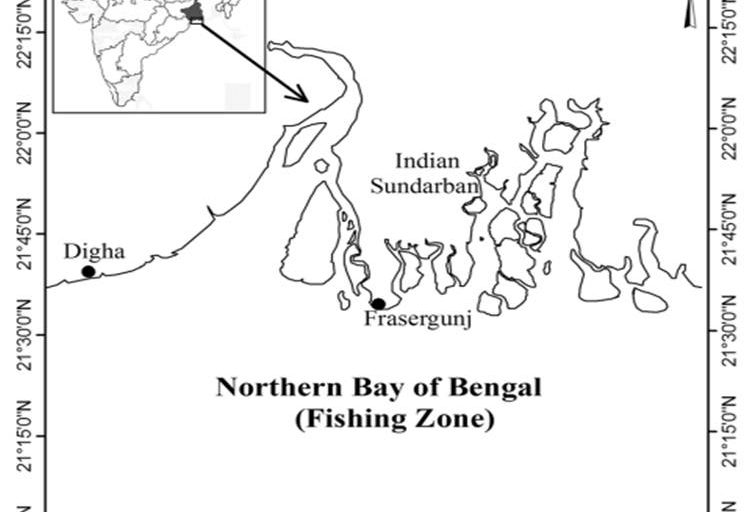 22°15'0"N
22°15'0"N
22°0'0"N
22°0'0"N
Indian
Sundarban
21°45'0"N
21°45'0"N
Digha
Frasergunj
21°30'0"N
21°30'0"N
Northern Bay of Bengal
(Fishing Zone)
21°15'0"N
21°15'0"N
N
N